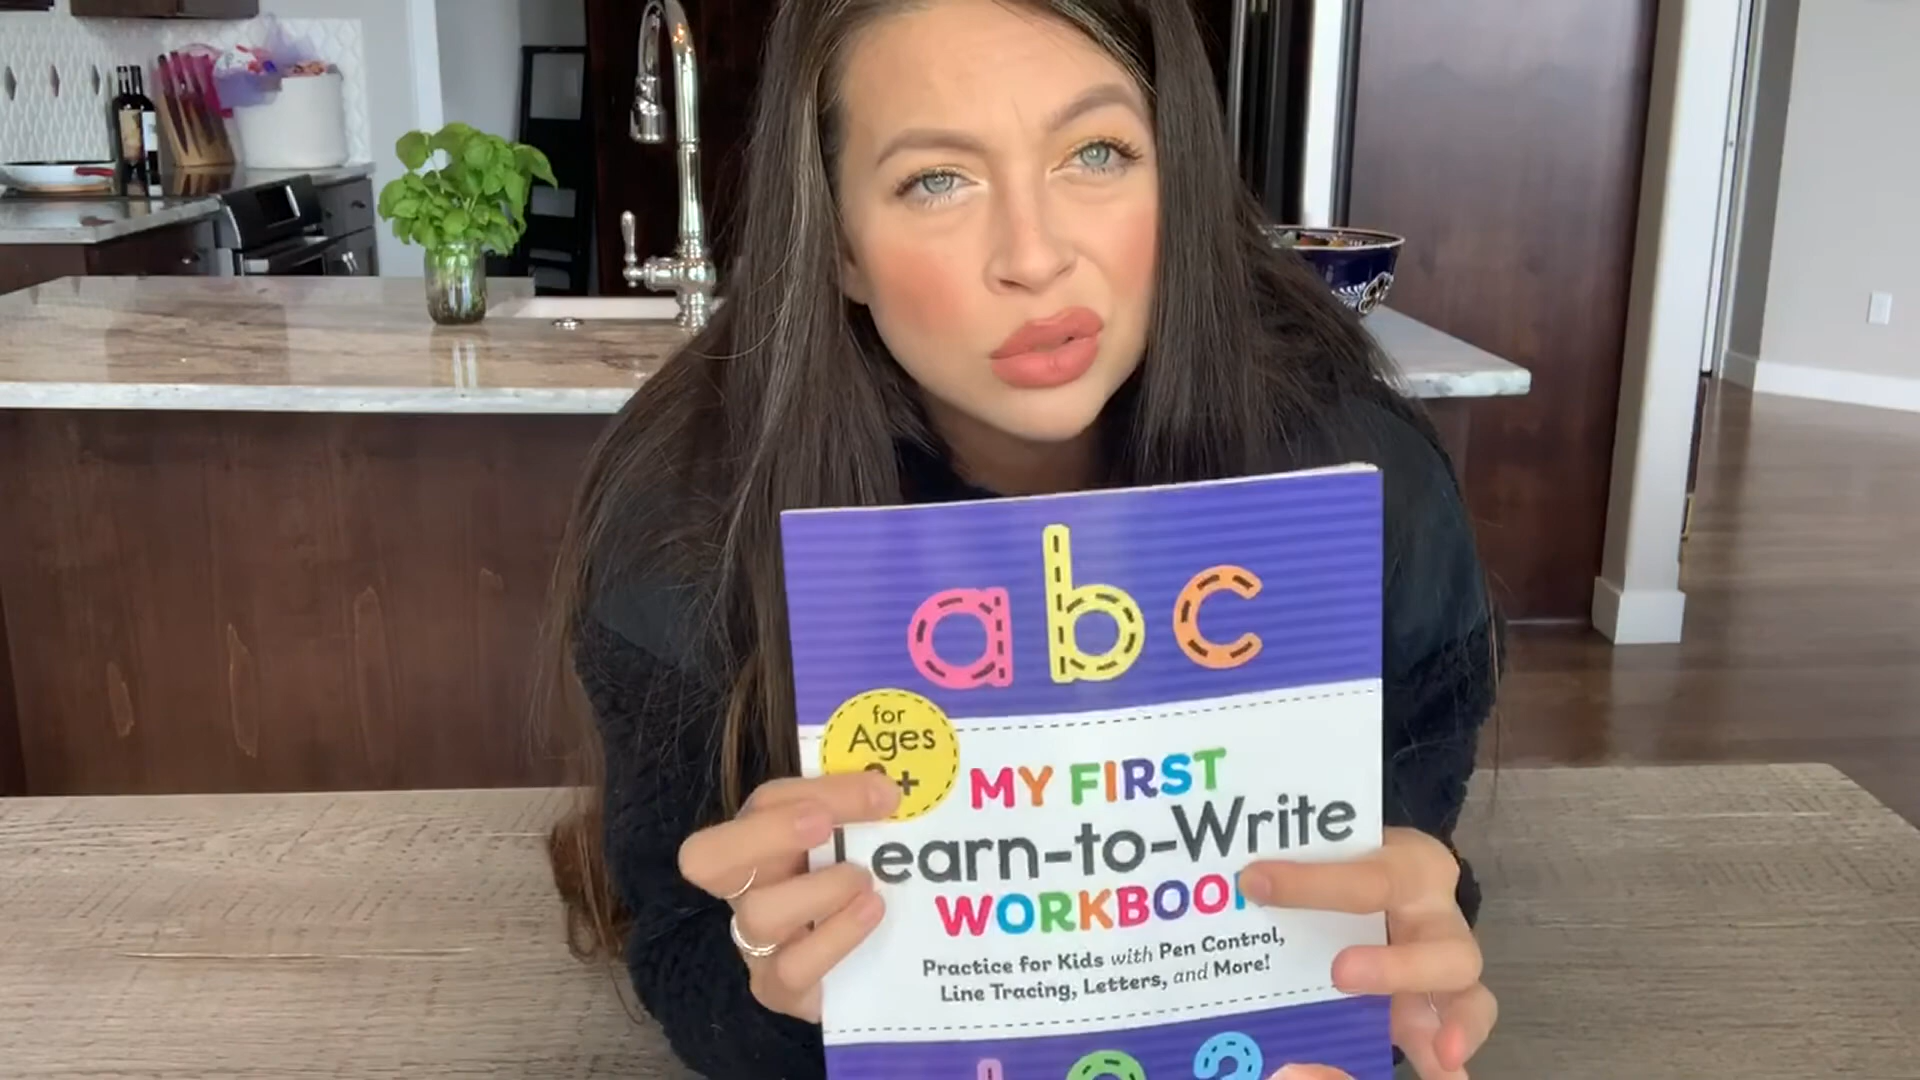 abc
for
Ages
+
MY FIRST
Learn-to-Write
WORKBOOK
Practice for Kids with Pen Control,
Line Tracing, Letters, and More!